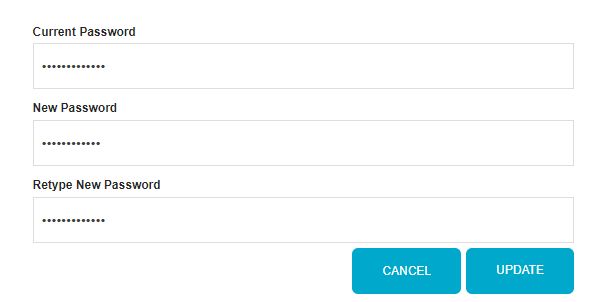 Current Password
•••••••••••••
New Password
••••••••••••
Retype New Password
•••••••••••••
CANCEL UPDATE